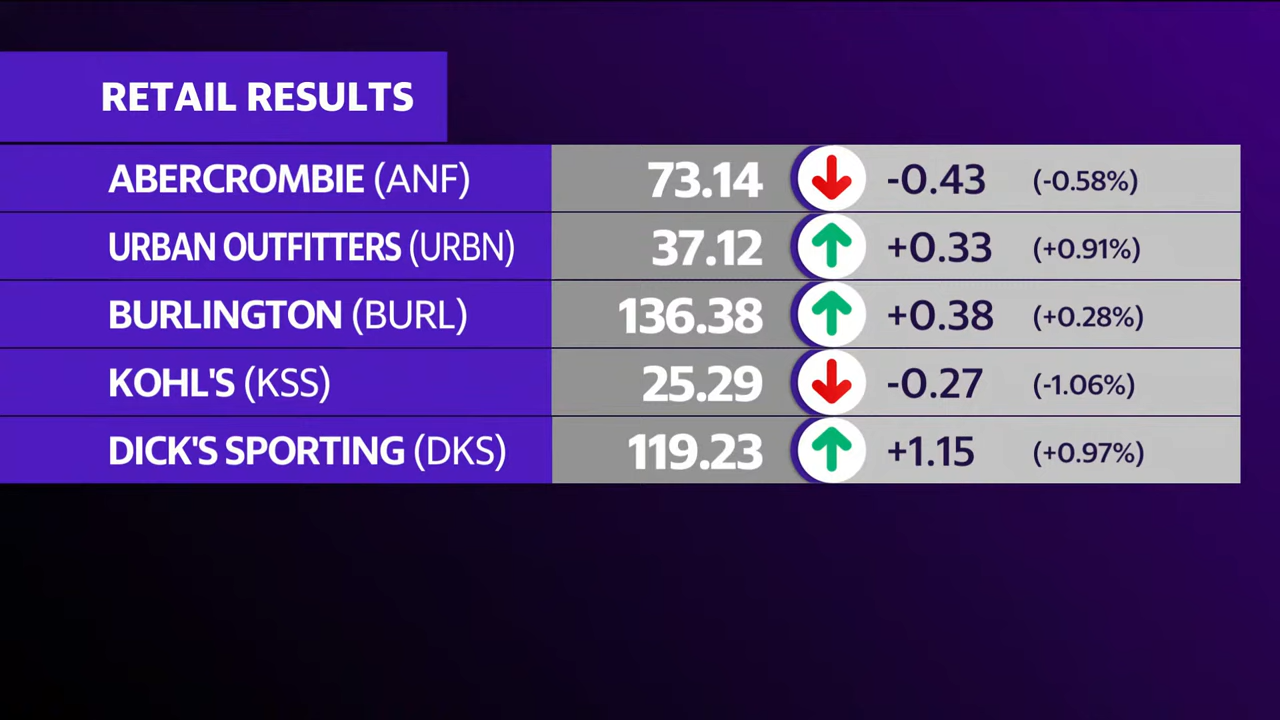 RETAIL RESULTS
ABERCROMBIE (ANF) 73.14 -0.43 (-0.58%)
URBAN OUTFITTERS (URBN) 37.12 +0.33 (+0.91%)
BURLINGTON (BURL) 136.38 +0.38 (+0.28%)
KOHL'S (KSS) 25.29 -0.27 (-1.06%)
DICK'S SPORTING (DKS) 119.23 +1.15 (+0.97%)